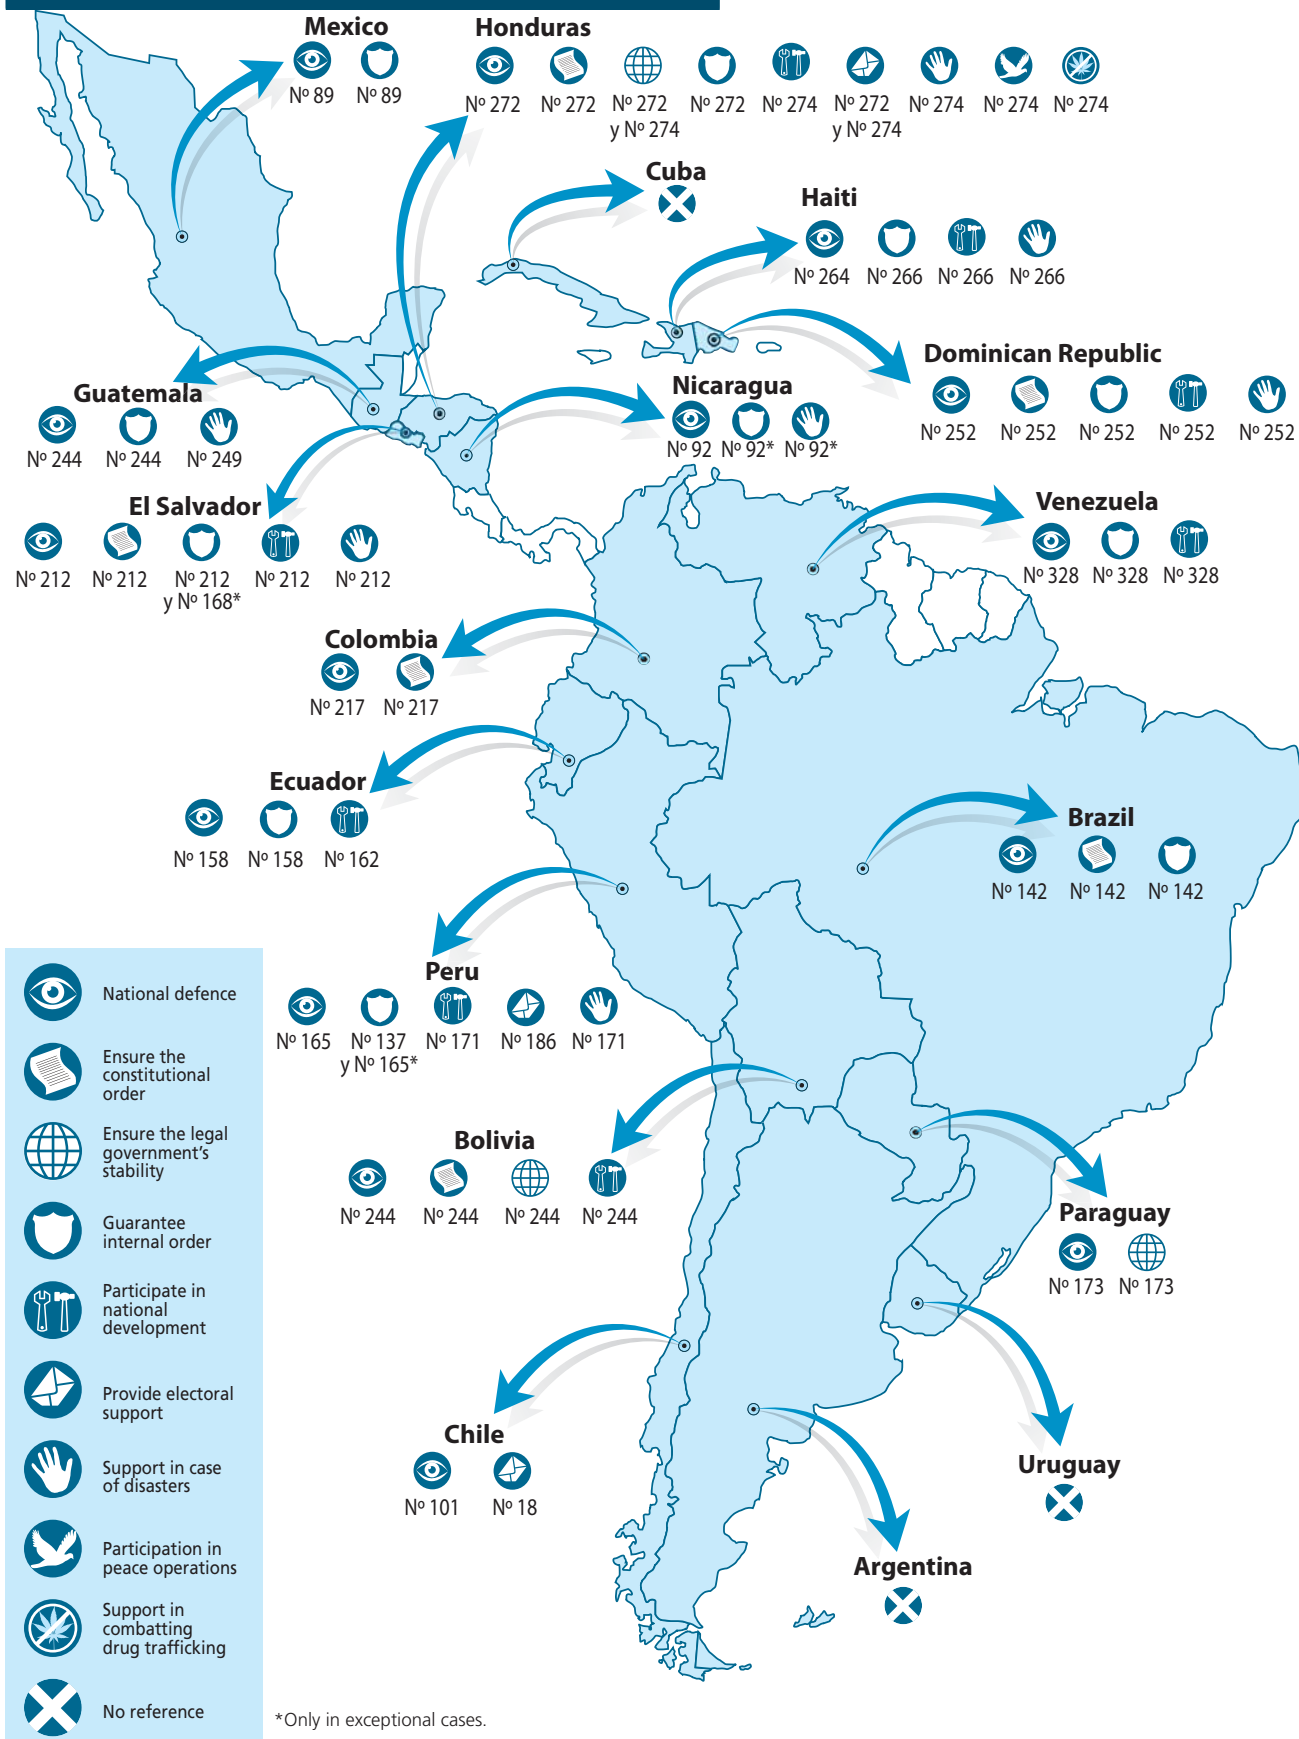 Mexico
Nº 89 Nº 89
Honduras
Nº 272 Nº 272 Nº 272 Nº 272 Nº 274 Nº 272 Nº 274 Nº 274 Nº 274
y Nº 274 y Nº 274
Cuba
Haiti
Nº 264 Nº 266 Nº 266 Nº 266
Dominican Republic
Nº 252 Nº 252 Nº 252 Nº 252 Nº 252
Guatemala
Nº 244 Nº 244 Nº 249
Nicaragua
Nº 92 Nº 92* Nº 92*
El Salvador
Nº 212 Nº 212 Nº 212 Nº 212 Nº 212
y Nº 168*
Venezuela
Nº 328 Nº 328 Nº 328
Colombia
Nº 217 Nº 217
Ecuador
Nº 158 Nº 158 Nº 162
Brazil
Nº 142 Nº 142 Nº 142
Peru
Nº 165 Nº 137 Nº 171 Nº 186 Nº 171
y Nº 165*
Bolivia
Nº 244 Nº 244 Nº 244 Nº 244
Paraguay
Nº 173 Nº 173
Chile
Nº 101 Nº 18
Uruguay
Argentina
National defence
Ensure the
constitutional
order
Ensure the legal
government's
stability
Guarantee
internal order
Participate in
national
development
Provide electoral
support
Support in case
of disasters
Participation in
peace operations
Support in
combatting
drug trafficking
No reference
*Only in exceptional cases.